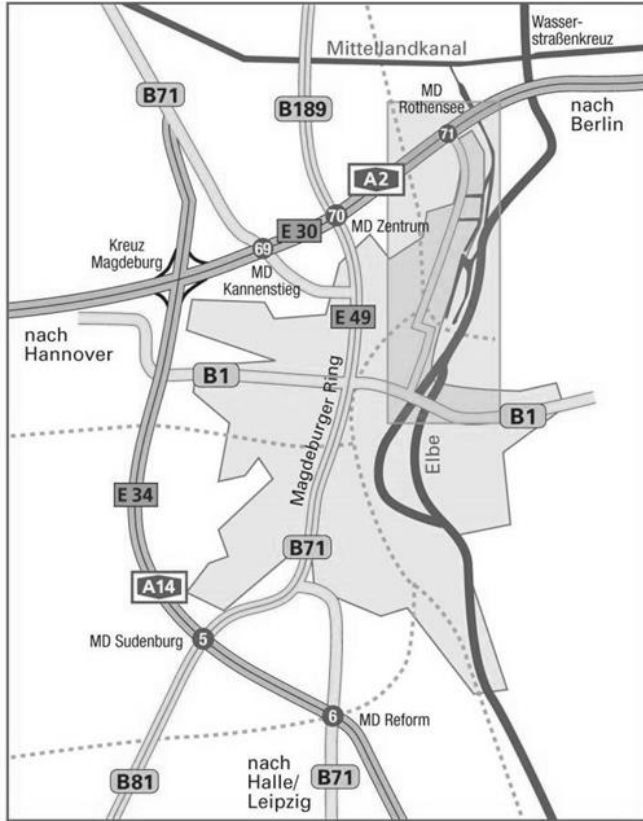 Wasser-
straßenkreuz
Mittellandkanal
MD
Rothensee
B71
B189
nach
Berlin
71
A2
70
MD Zentrum
E 30
69
Kreuz
Magdeburg
MD
Kannenstieg
E 49
nach
Hannover
B1
B1
Magdeburger Ring
Elbe
E 34
B71
A14
MD Sudenburg
5
6
MD Reform
nach
Halle/
Leipzig
B81
B71